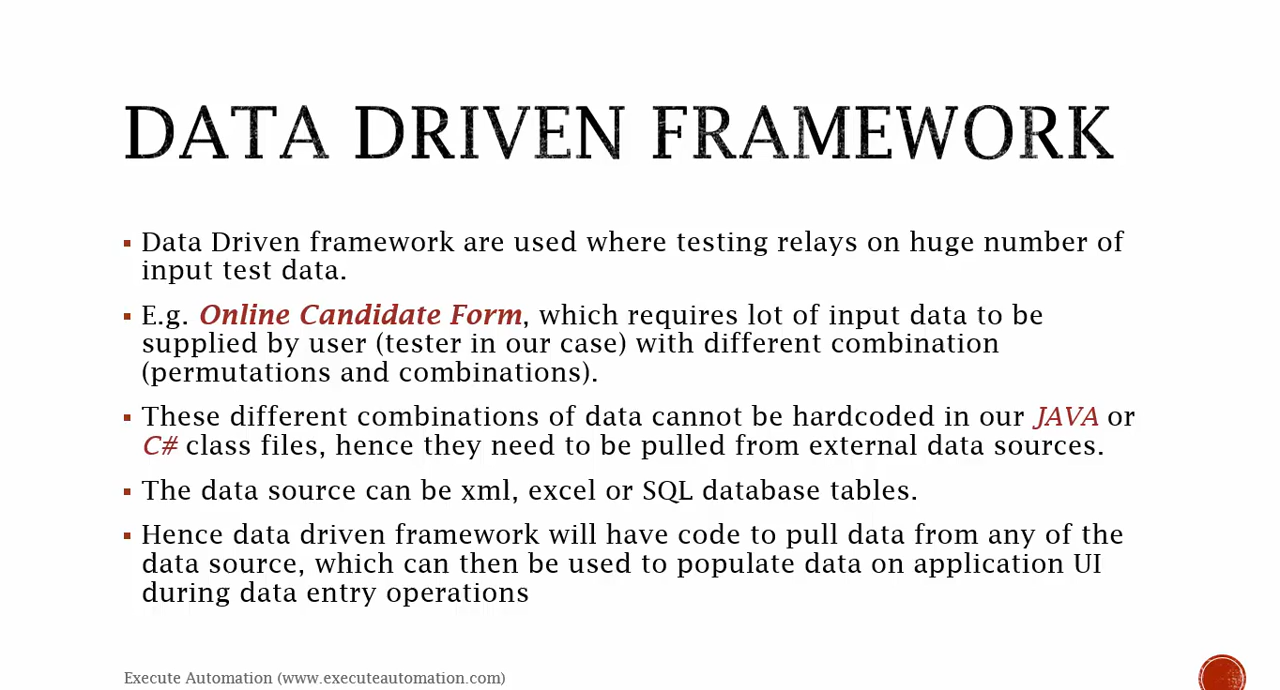 DATA DRIVEN FRAMEWORK
▪ Data Driven framework are used where testing relays on huge number of
input test data.
▪ E.g. Online Candidate Form, which requires lot of input data to be
supplied by user (tester in our case) with different combination
(permutations and combinations).
▪ These different combinations of data cannot be hardcoded in our JAVA or
C# class files, hence they need to be pulled from external data sources.
▪ The data source can be xml, excel or SQL database tables.
▪ Hence data driven framework will have code to pull data from any of the
data source, which can then be used to populate data on application UI
during data entry operations
Execute Automation (www.executeautomation.com)